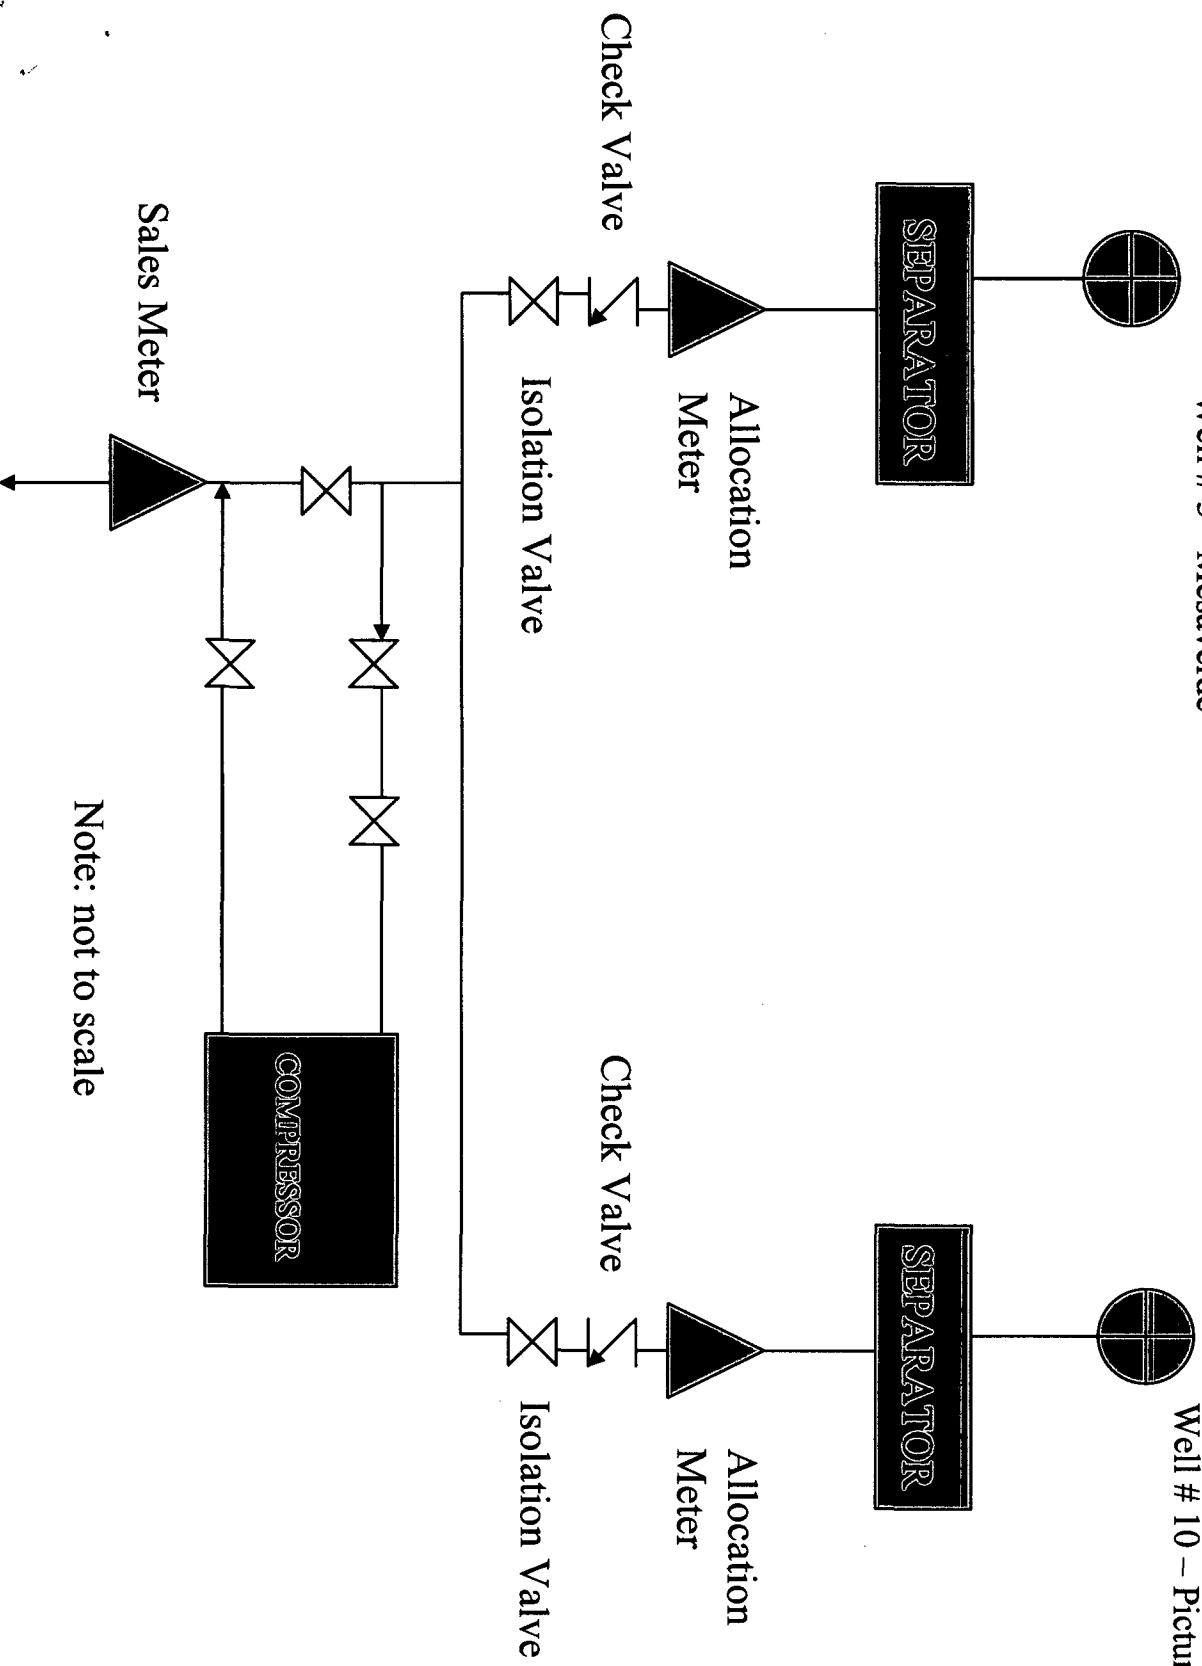 Well # 10 – Pictur
SEPARATOR
SEPARATOR
Allocation
Meter
Allocation
Meter
Check Valve
Check Valve
Isolation Valve
Isolation Valve
COMPRESSOR
Sales Meter
Note: not to scale